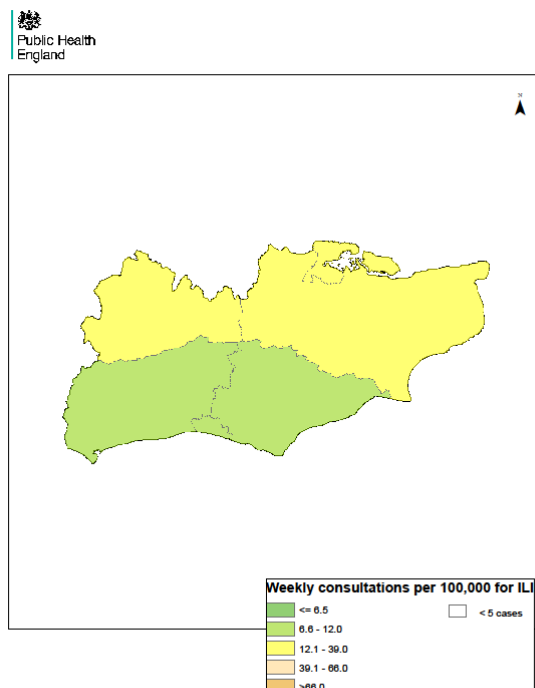 Public Health
England
N
Weekly consultations per 100,000 for ILI
<= 6.5
< 5 cases
6.6 - 12.0
12.1 - 39.0
39.1 - 66.0
>66.0